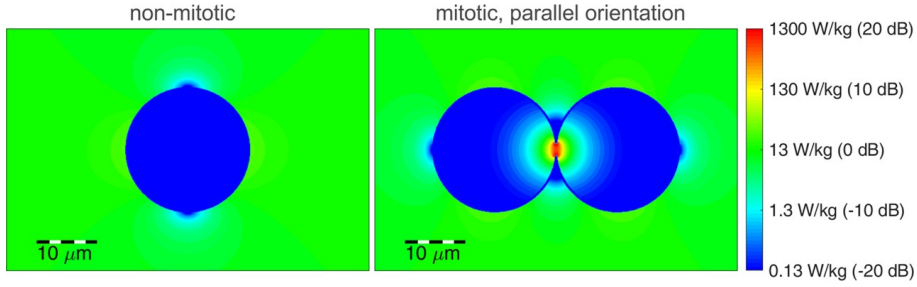 non-mitotic
mitotic, parallel orientation
1300 W/kg (20 dB)
130 W/kg (10 dB)
13 W/kg (0 dB)
1.3 W/kg (-10 dB)
0.13 W/kg (-20 dB)
10 μm
10 μm